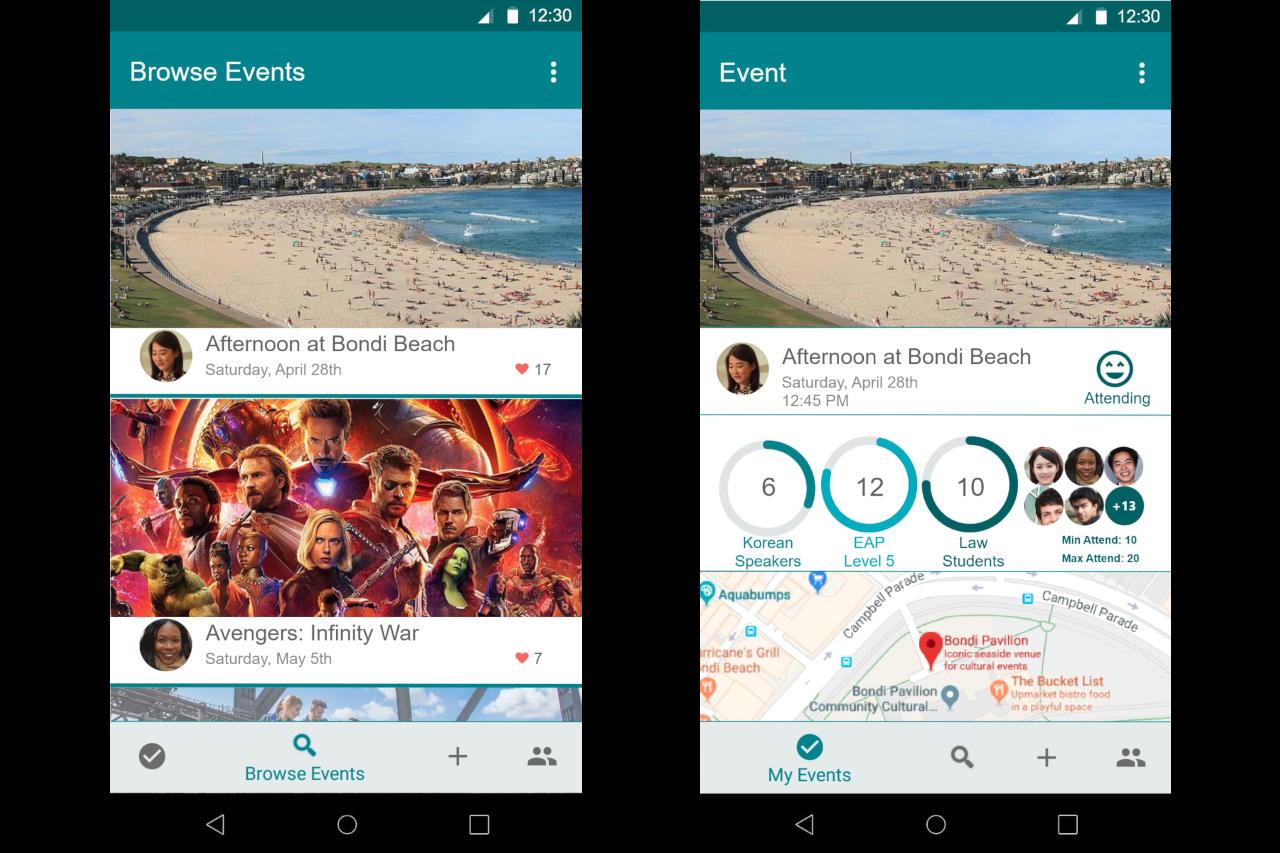 12:30
Browse Events
Afternoon at Bondi Beach
Saturday, April 28th
17
Avengers: Infinity War
Saturday, May 5th
7
Browse Events
12:30
Event
Afternoon at Bondi Beach
Saturday, April 28th
12:45 PM
Attending
6
Korean
Speakers
12
EAP
Level 5
10
Law
Students
+13
Min Attend: 10
Max Attend: 20
Aquabumps
Campbell Parade
Campbell Parade
urricane's Grill
ndi Beach
Bondi Pavilion
Iconic seaside venue
for cultural events
The Bucket List
Upmarket bistro food
in a playful space
Bondi Pavilion
Community Cultural...
My Events